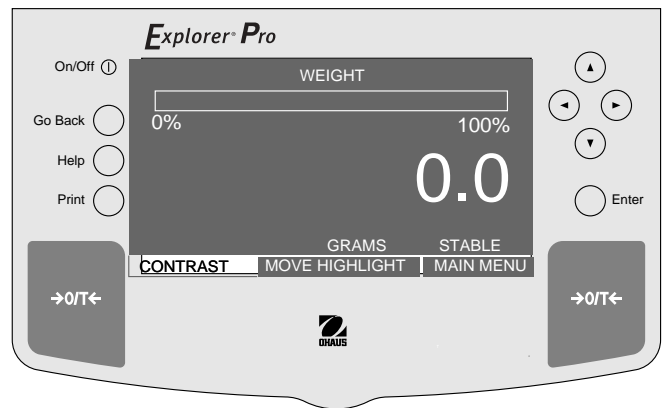 Explorer® Pro
On/Off
WEIGHT
Go Back
0% 100%
Help
0.0
Print
Enter
GRAMS STABLE
CONTRAST MOVE HIGHLIGHT MAIN MENU
→0/T← →0/T←
OHAUS